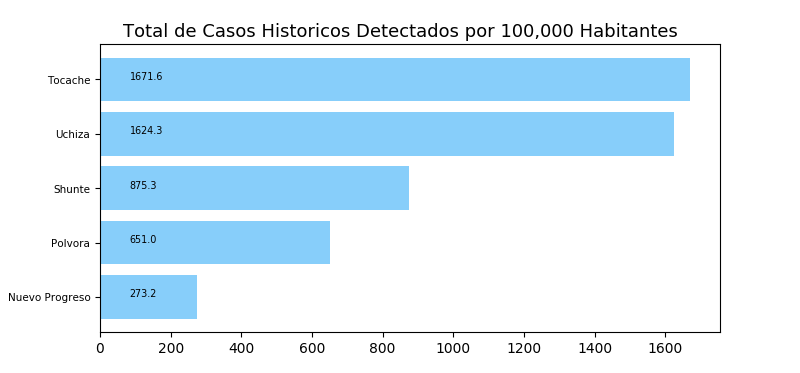 Total de Casos Historicos Detectados por 100,000 Habitantes
Tocache 1671.6
Uchiza 1624.3
Shunte 875.3
Polvora 651.0
Nuevo Progreso 273.2
0 200 400 600 800 1000 1200 1400 1600